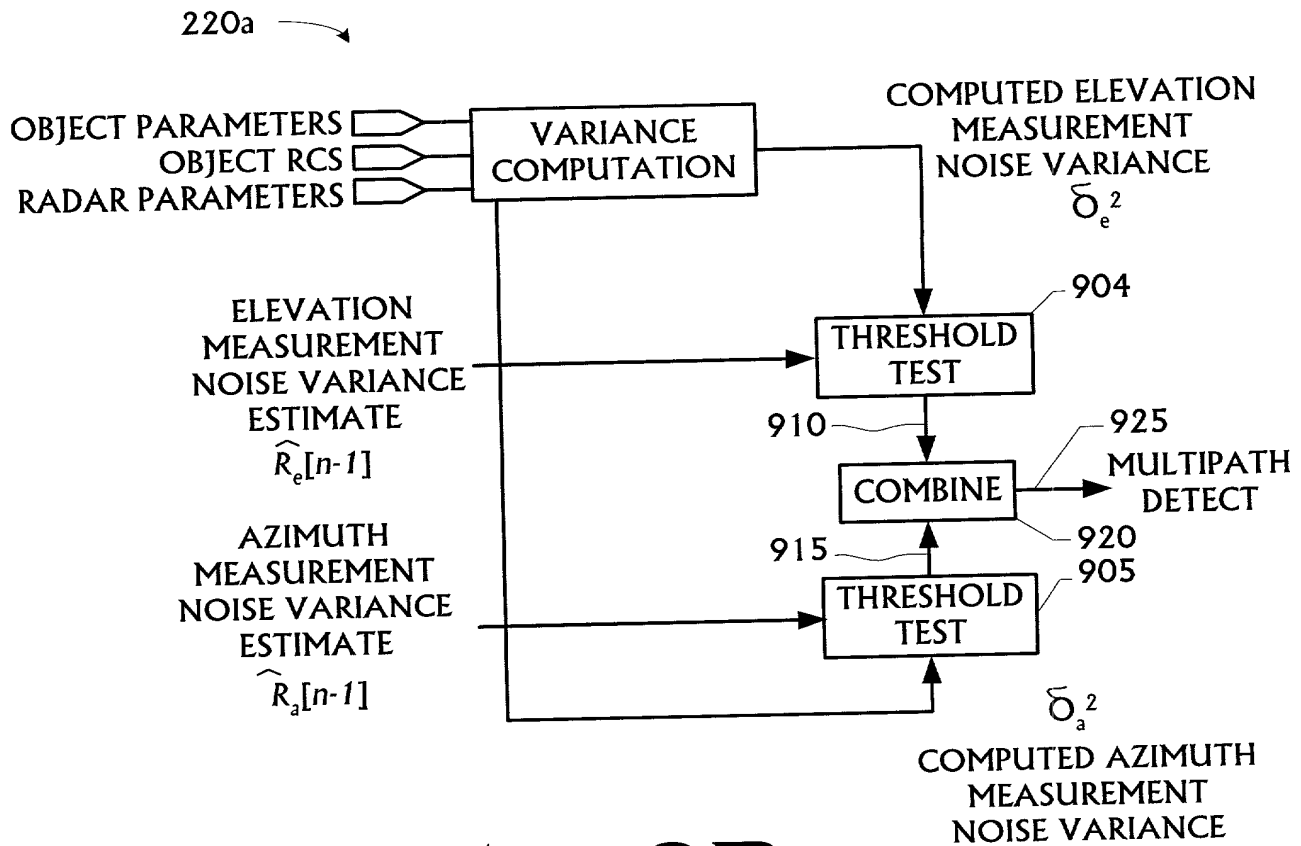 220a
OBJECT PARAMETERS
OBJECT RCS
RADAR PARAMETERS
VARIANCE
COMPUTATION
COMPUTED ELEVATION
MEASUREMENT
NOISE VARIANCE
δ̄ₑ²
904
THRESHOLD
TEST
ELEVATION
MEASUREMENT
NOISE VARIANCE
ESTIMATE
R̂ₑ[n-1]
910
925
COMBINE
MULTIPATH
DETECT
920
915
905
THRESHOLD
TEST
AZIMUTH
MEASUREMENT
NOISE VARIANCE
ESTIMATE
R̂ₐ[n-1]
δ̄ₐ²
COMPUTED AZIMUTH
MEASUREMENT
NOISE VARIANCE